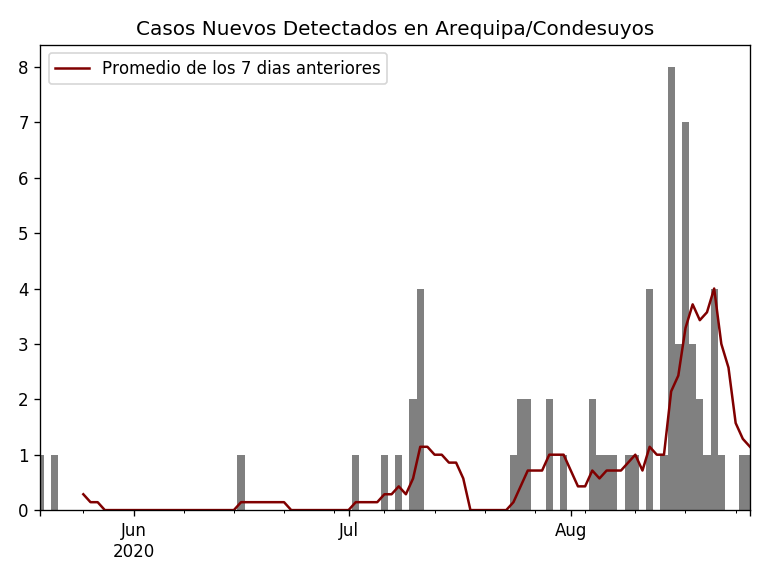 Casos Nuevos Detectados en Arequipa/Condesuyos
Promedio de los 7 dias anteriores
8
7
6
5
4
3
2
1
0
Jun
2020
Jul
Aug